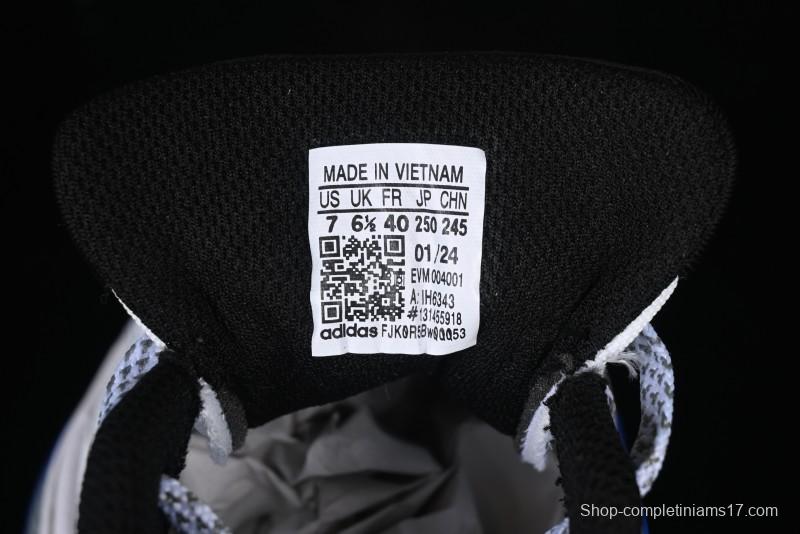 MADE IN VIETNAM
US UK FR JP CHN
7 6½ 40 250 245
01/24
EVM 004001
A: IH6343
#131455918
adidas
Shop-completiniams17.com